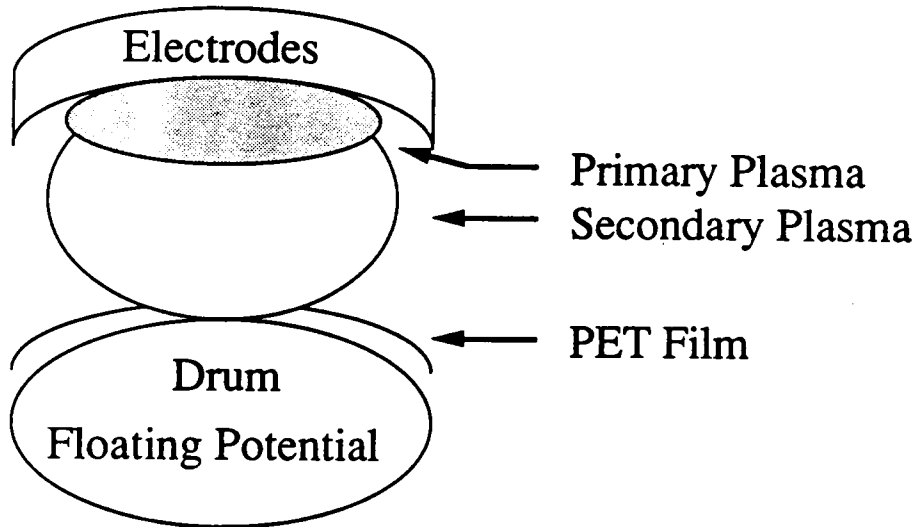 Electrodes
Primary Plasma
Secondary Plasma
PET Film
Drum
Floating Potential